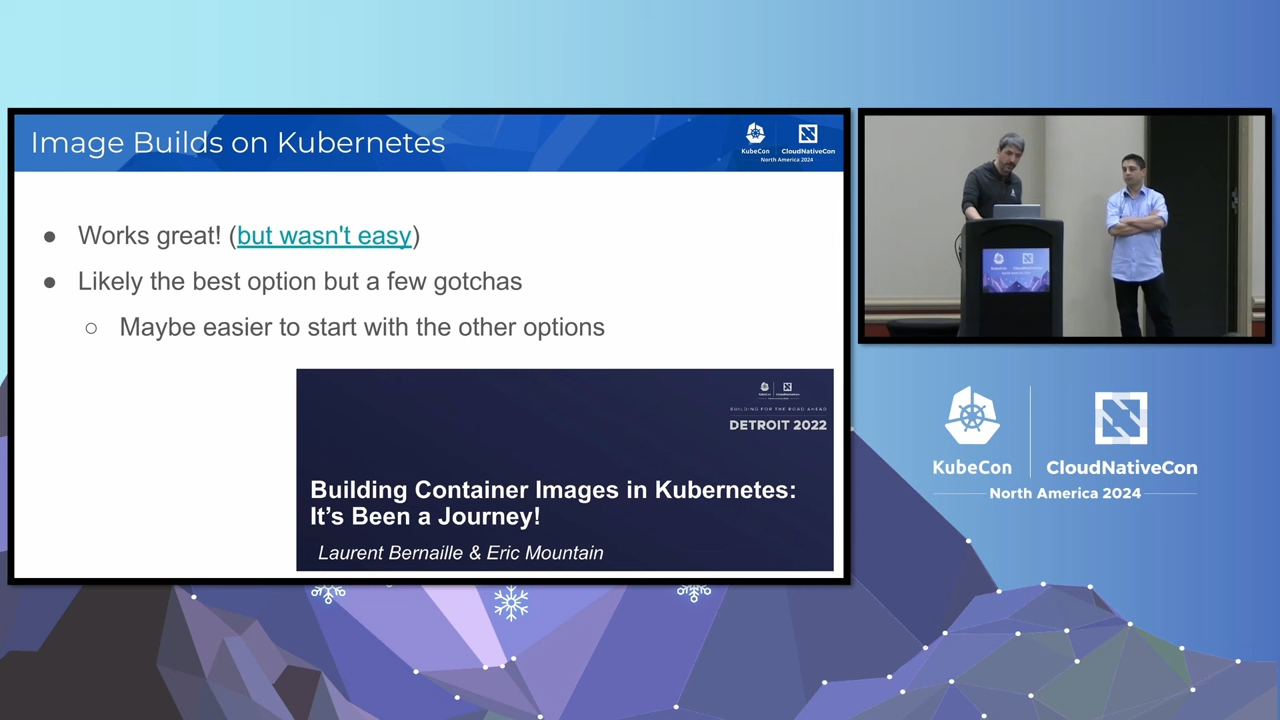 Image Builds on Kubernetes
KubeCon
CloudNativeCon
North America 2024
● Works great! (but wasn't easy)
● Likely the best option but a few gotchas
○ Maybe easier to start with the other options
BUILDING FOR THE ROAD AHEAD
DETROIT 2022
Building Container Images in Kubernetes:
It's Been a Journey!
Laurent Bernaille & Eric Mountain
KubeCon
CloudNativeCon
North America 2024